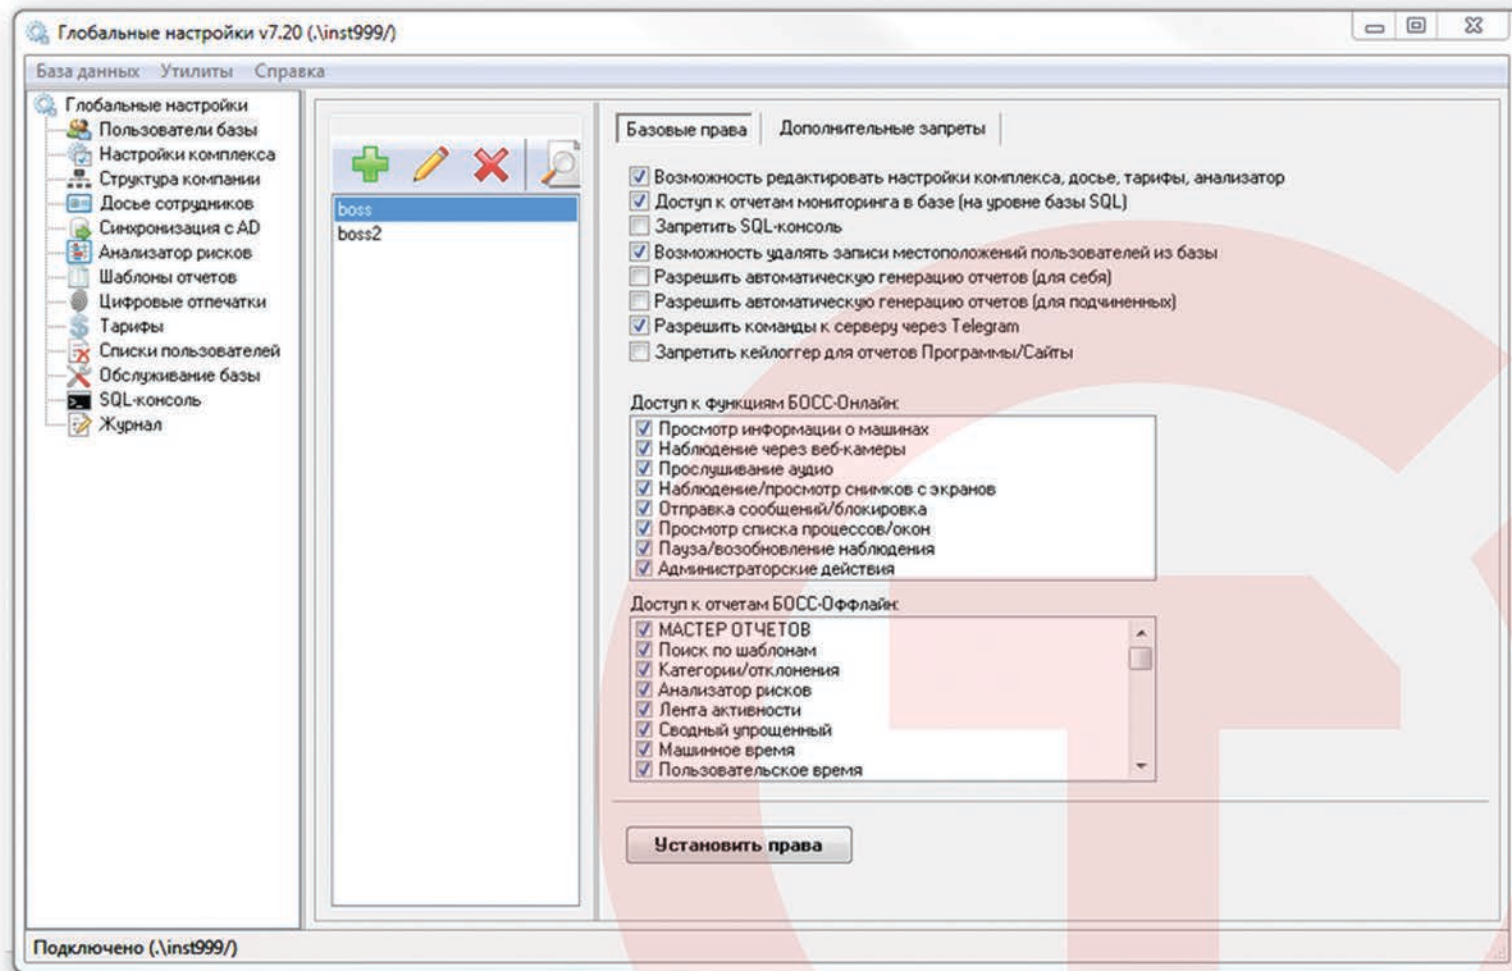 Глобальные настройки v7.20 (.\inst999/)
База данных Утилиты Справка
Глобальные настройки
Пользователи базы
Настройки комплекса
Структура компании
Досье сотрудников
Синхронизация с AD
Анализатор рисков
Шаблоны отчетов
Цифровые отпечатки
Тарифы
Списки пользователей
Обслуживание базы
SQL-консоль
Журнал
boss
boss2
Базовые права Дополнительные запреты
Возможность редактировать настройки комплекса, досье, тарифы, анализатор
Доступ к отчетам мониторинга в базе (на уровне базы SQL)
Запретить SQL-консоль
Возможность удалять записи местоположений пользователей из базы
Разрешить автоматическую генерацию отчетов (для себя)
Разрешить автоматическую генерацию отчетов (для подчиненных)
Разрешить команды к серверу через Telegram
Запретить кейлоггер для отчетов Программы/Сайты
Доступ к функциям БОСС-Онлайн:
Просмотр информации о машинах
Наблюдение через веб-камеры
Прослушивание аудио
Наблюдение/просмотр снимков с экранов
Отправка сообщений/блокировка
Просмотр списка процессов/окон
Пауза/возобновление наблюдения
Администраторские действия
Доступ к отчетам БОСС-Оффлайн:
МАСТЕР ОТЧЕТОВ
Поиск по шаблонам
Категории/отклонения
Анализатор рисков
Лента активности
Сводный упрощенный
Машинное время
Пользовательское время
Установить права
Подключено (.\inst999/)